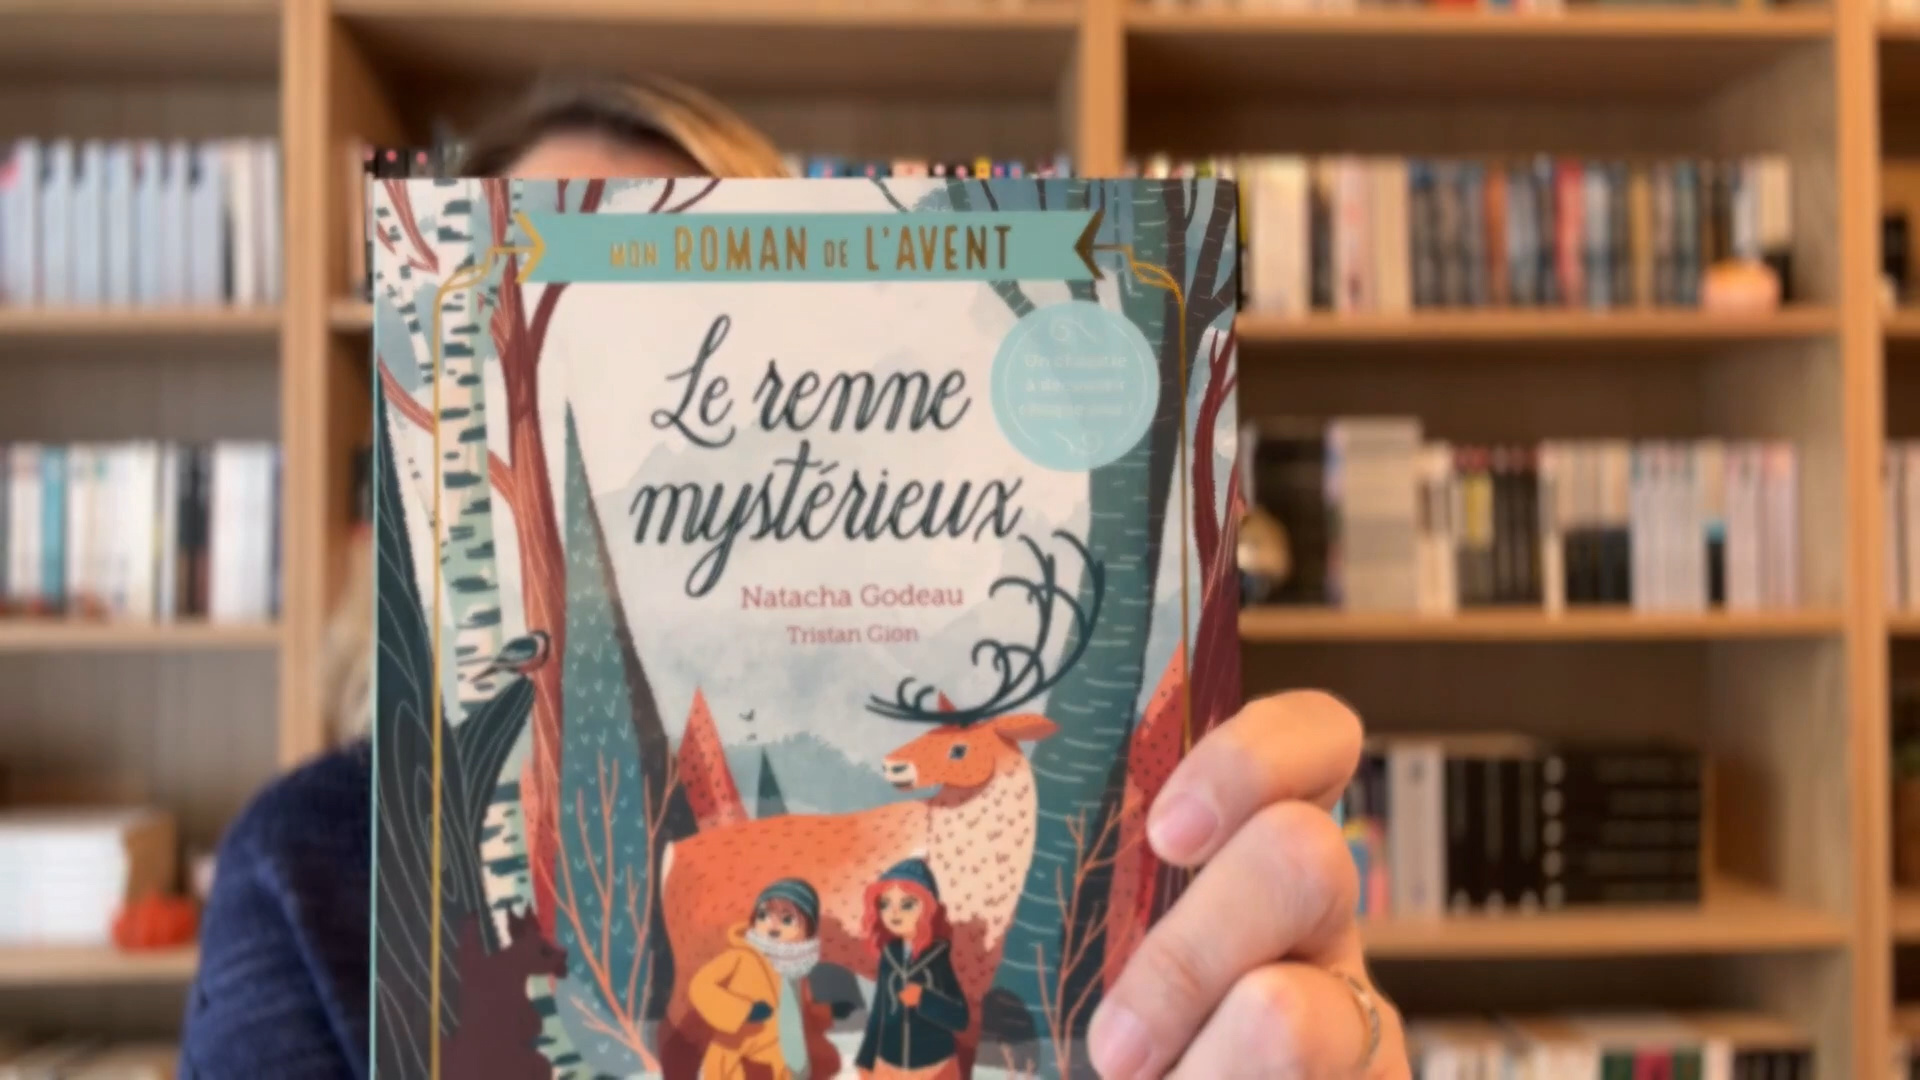 MON ROMAN DE L'AVENT
Le renne
mystérieux
Natacha Godeau
Tristan Gion